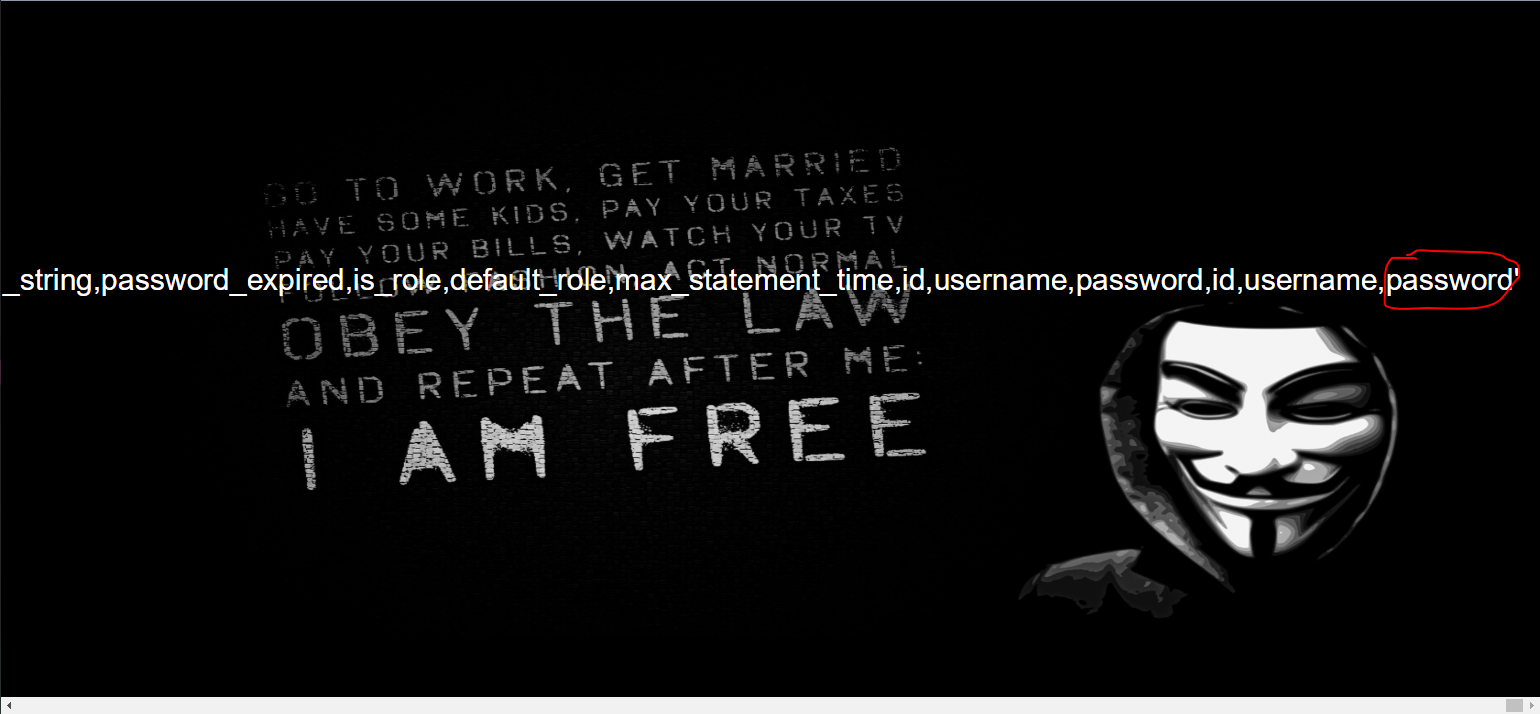 GO TO WORK, GET MARRIED
HAVE SOME KIDS, PAY YOUR TAXES
PAY YOUR BILLS, WATCH YOUR TV
FOLLOW FASHION, ACT NORMAL
_string,password_expired,is_role,default_role,max_statement_time,id,username,password,id,username,password'
OBEY THE LAW
AND REPEAT AFTER ME:
I AM FREE